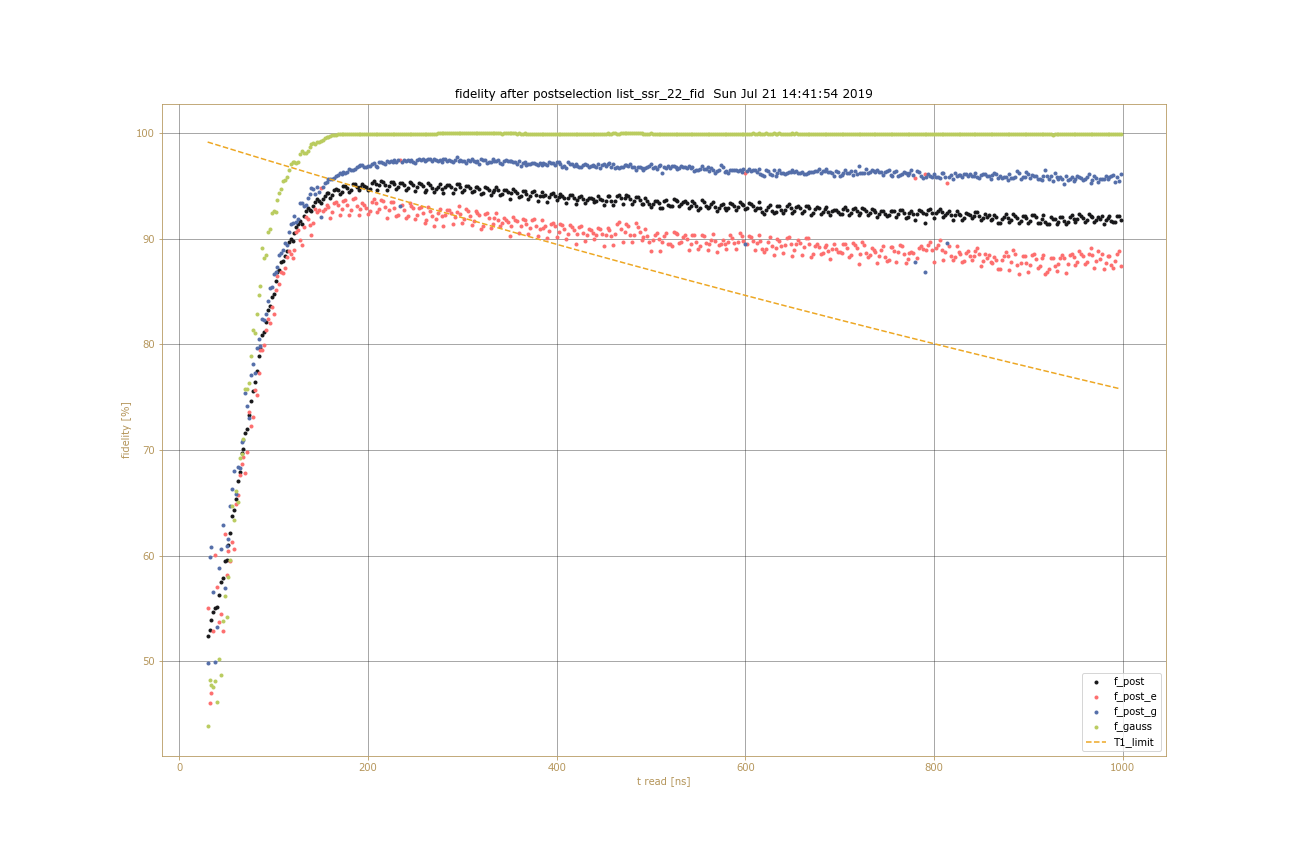 fidelity after postselection list_ssr_22_fid  Sun Jul 21 14:41:54 2019
100
90
80
70
60
50
fidelity [%]
0
200
400
600
800
1000
t read [ns]
f_post
f_post_e
f_post_g
f_gauss
T1_limit